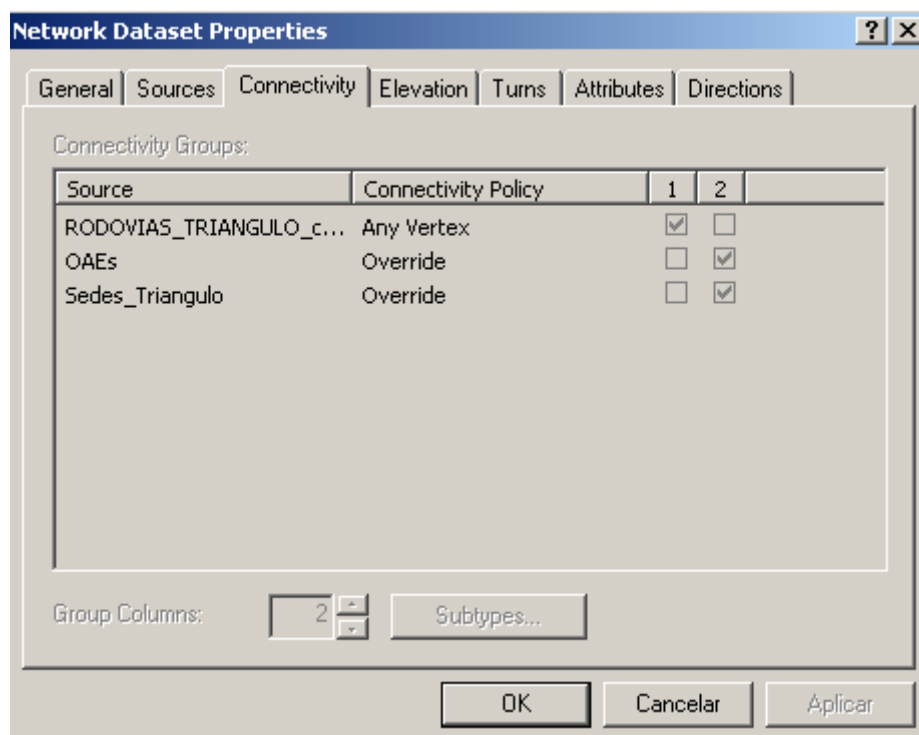 Network Dataset Properties
General Sources Connectivity Elevation Turns Attributes Directions
Connectivity Groups:
Source Connectivity Policy 1 2
RODOVIAS_TRIANGULO_c... Any Vertex
OAEs Override
Sedes_Triangulo Override
Group Columns: 2 Subtypes...
OK Cancelar Aplicar